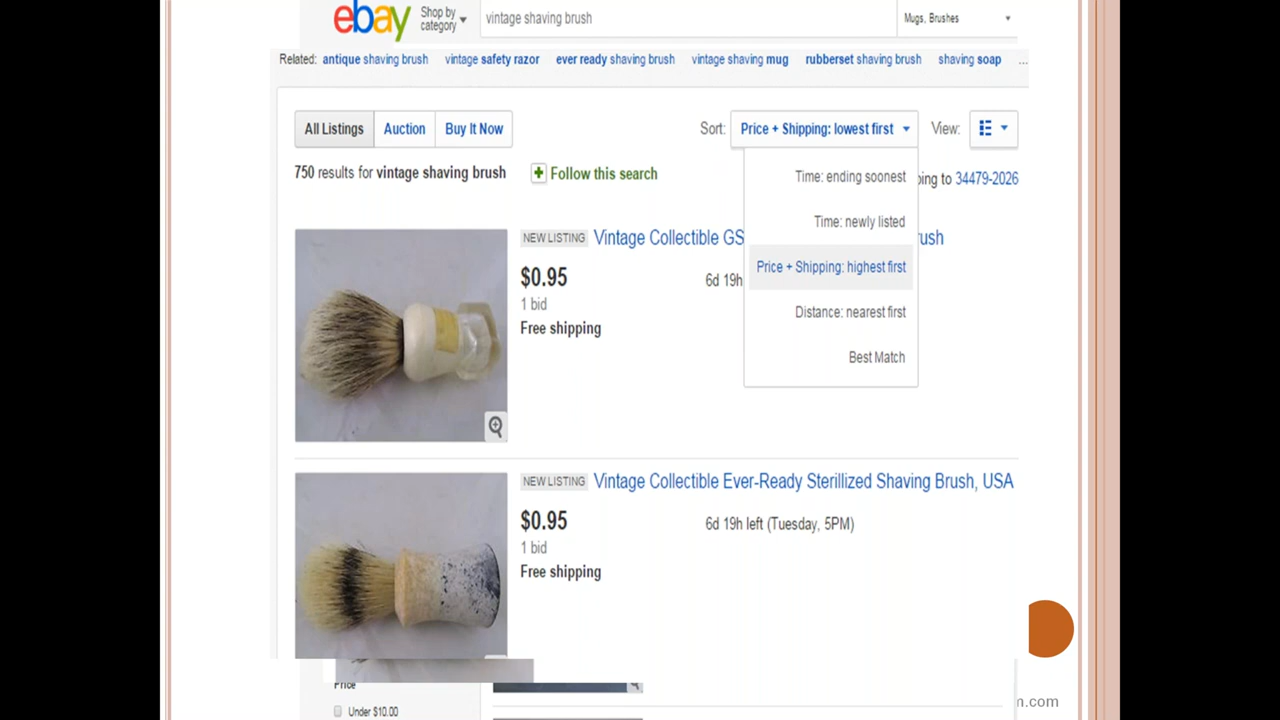 ebay
Shop by
category
vintage shaving brush
Mugs, Brushes
Related: antique shaving brush vintage safety razor ever ready shaving brush vintage shaving mug rubberset shaving brush shaving soap ...
All Listings Auction Buy It Now
Sort: Price + Shipping: lowest first View:
750 results for vintage shaving brush
Follow this search
34479-2026
Time: ending soonest
Time: newly listed
Price + Shipping: highest first
Distance: nearest first
Best Match
NEW LISTING Vintage Collectible GS
$0.95
6d 19h
1 bid
Free shipping
NEW LISTING Vintage Collectible Ever-Ready Sterillized Shaving Brush, USA
$0.95
6d 19h left (Tuesday, 5PM)
1 bid
Free shipping
Price
Under $10.00
.com